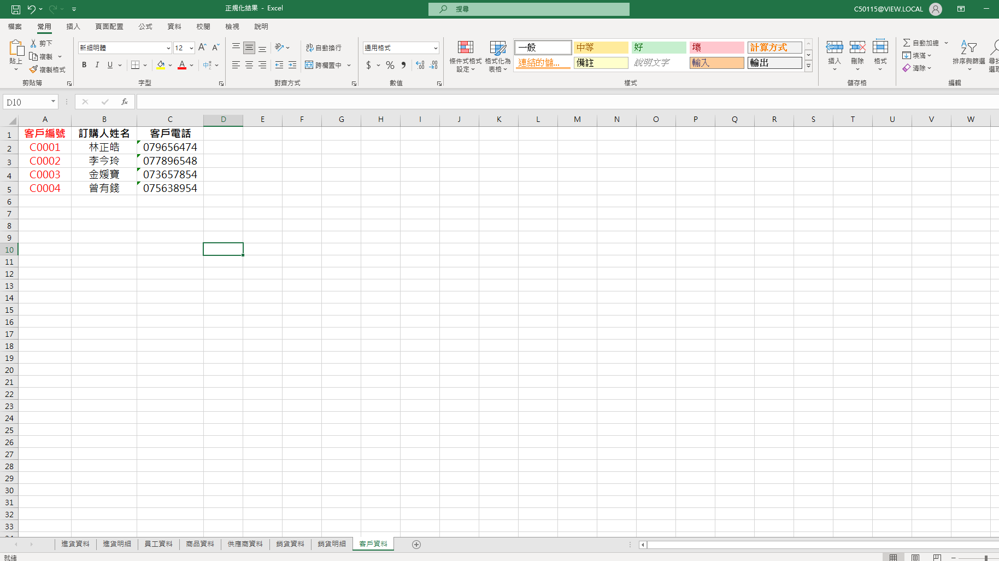 正規化結果 - Excel
搜尋
C50115@VIEW.LOCAL
檔案 常用 插入 頁面配置 公式 資料 校閱 檢視 說明
貼上
剪下
複製
複製格式
剪貼簿
新細明體 12
B I U
字型
自動換行
跨欄置中
對齊方式
通用格式
$ % 
數值
條件式格式設定
格式化為表格
一般 中等 好 壞 計算方式
連結的儲... 備註 說明文字 輸入 輸出
樣式
插入 刪除 格式
儲存格
自動加總
填滿
清除
排序與篩選
編輯
D10
fx
A B C D E F G H I J K L M N O P Q R S T U V W
1 客戶編號 訂購人姓名 客戶電話
2 C0001 林正皓 079656474
3 C0002 李今玲 077896548
4 C0003 金媛寶 073657854
5 C0004 曾有錢 075638954
6
7
8
9
10
11
12
13
14
15
16
17
18
19
20
21
22
23
24
25
26
27
28
29
30
31
32
33
進貨資料 進貨明細 員工資料 商品資料 供應商資料 銷貨資料 銷貨明細 客戶資料
就緒